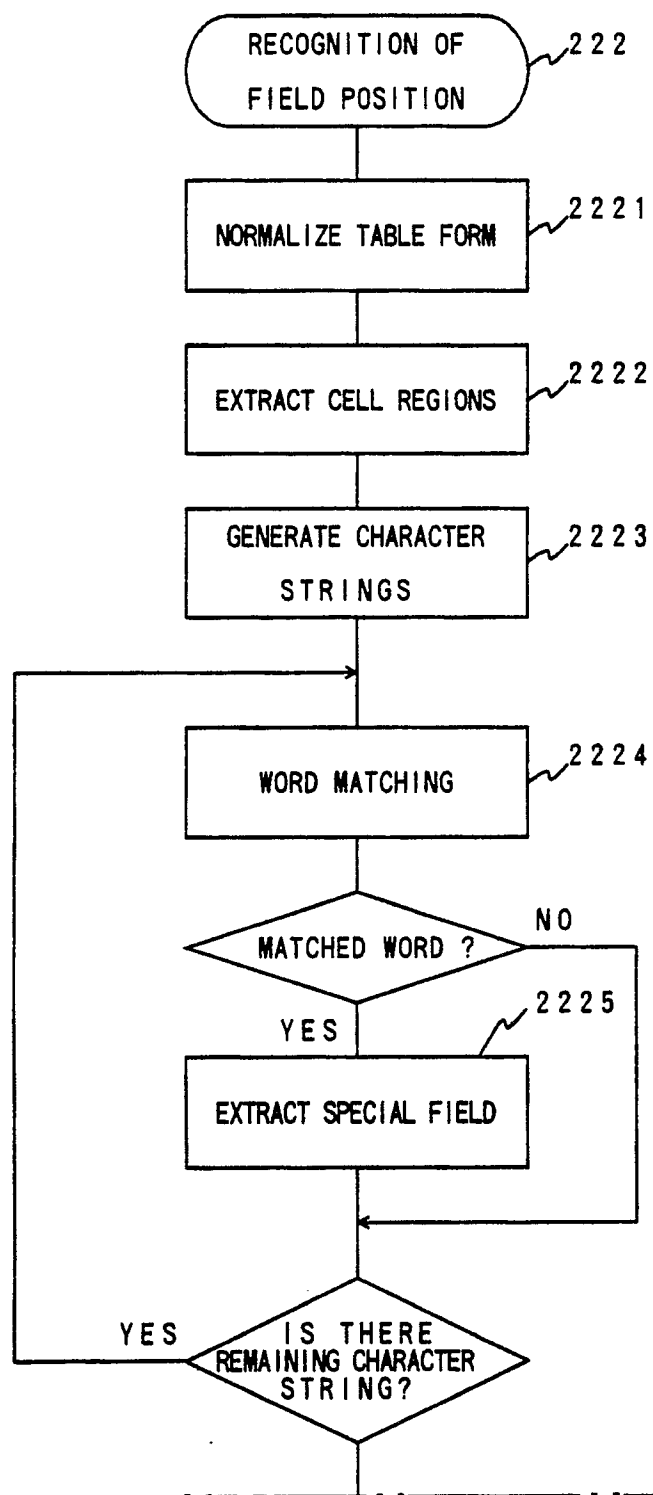 RECOGNITION OF
FIELD POSITION
222
NORMALIZE TABLE FORM
2221
EXTRACT CELL REGIONS
2222
GENERATE CHARACTER
STRINGS
2223
WORD MATCHING
2224
MATCHED WORD ?
NO
YES
2225
EXTRACT SPECIAL FIELD
YES
IS THERE
REMAINING CHARACTER
STRING?